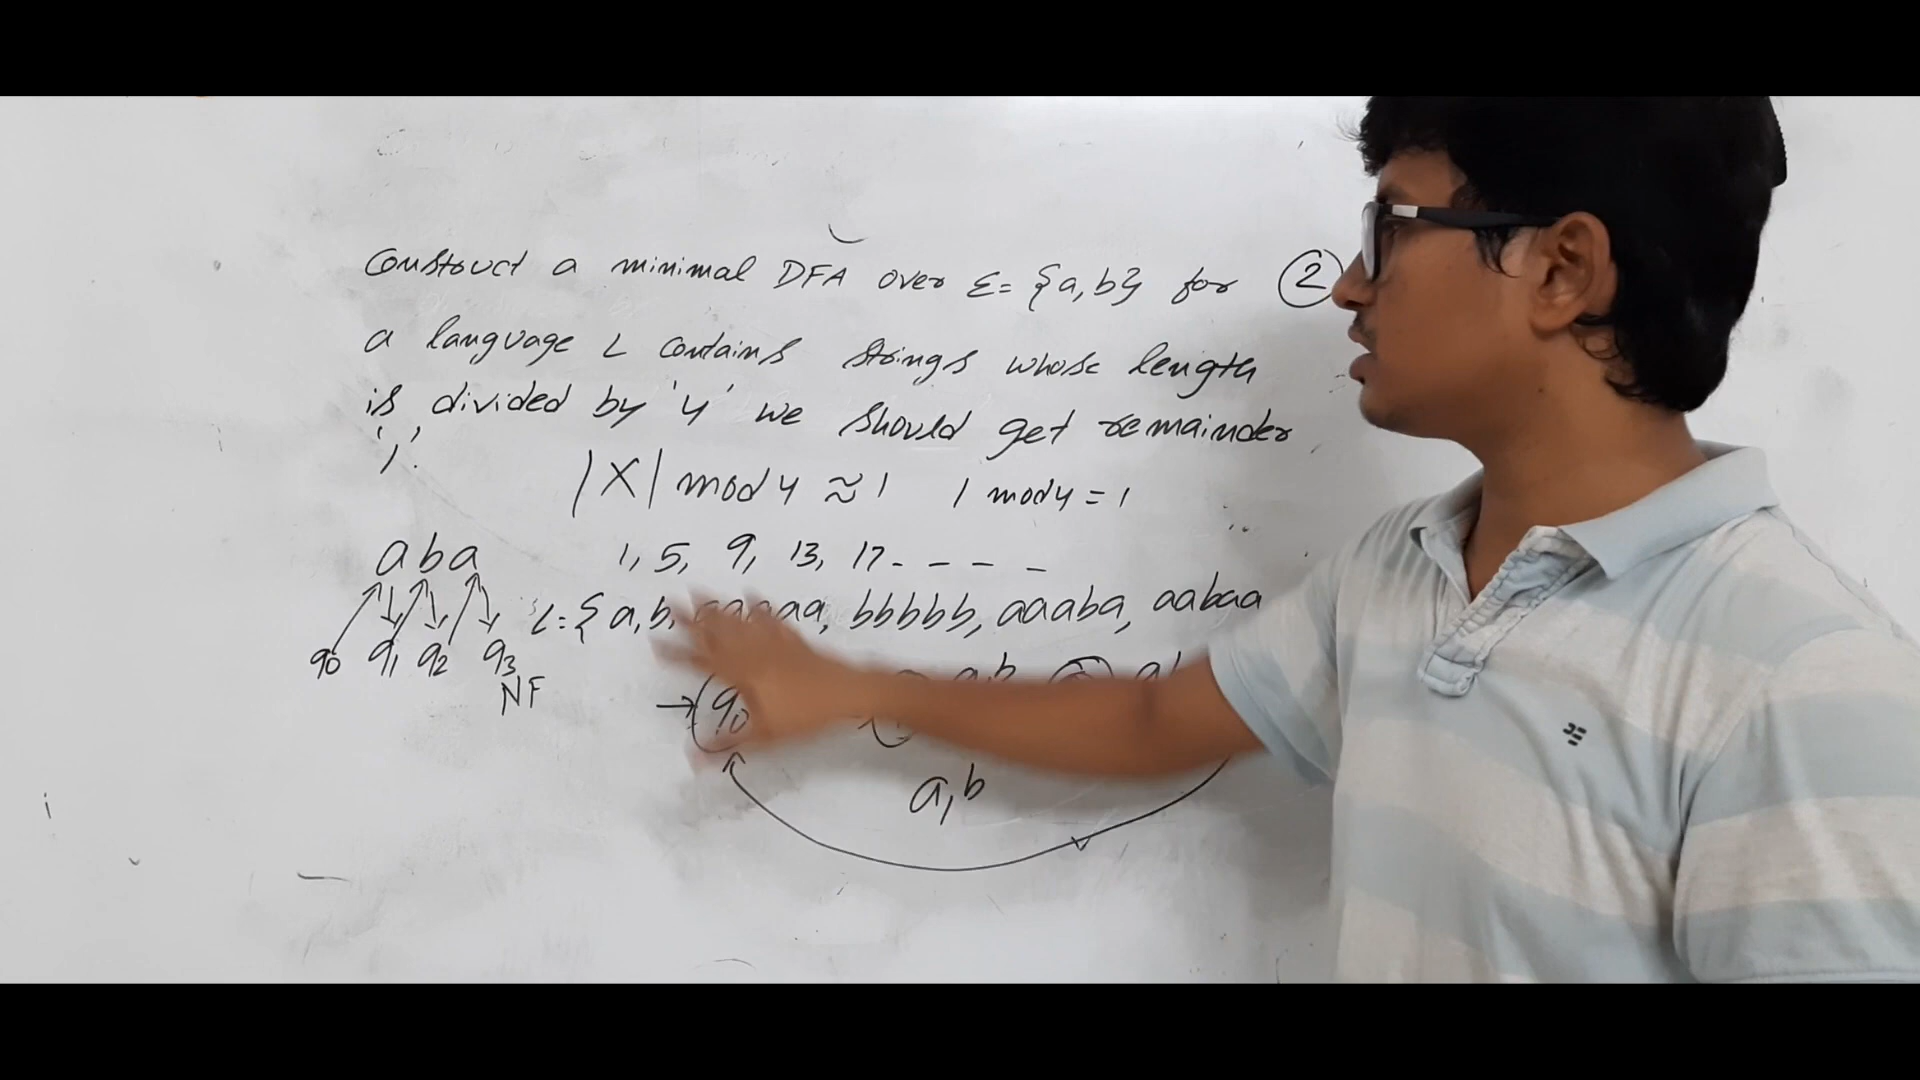 Construct a minimal DFA over Σ= {a,b} for ②
a language L contains strings whose length
is divided by '4' we should get remainder
'1'.
|X| mod 4 ≈ 1 1 mod 4 = 1
aba 1, 5, 9, 13, 17 - - - -
L= { a,b, bbbbb, aaaba, aabaa
q0 q1 q2 q3
NF
→ q0 a,b
a,b